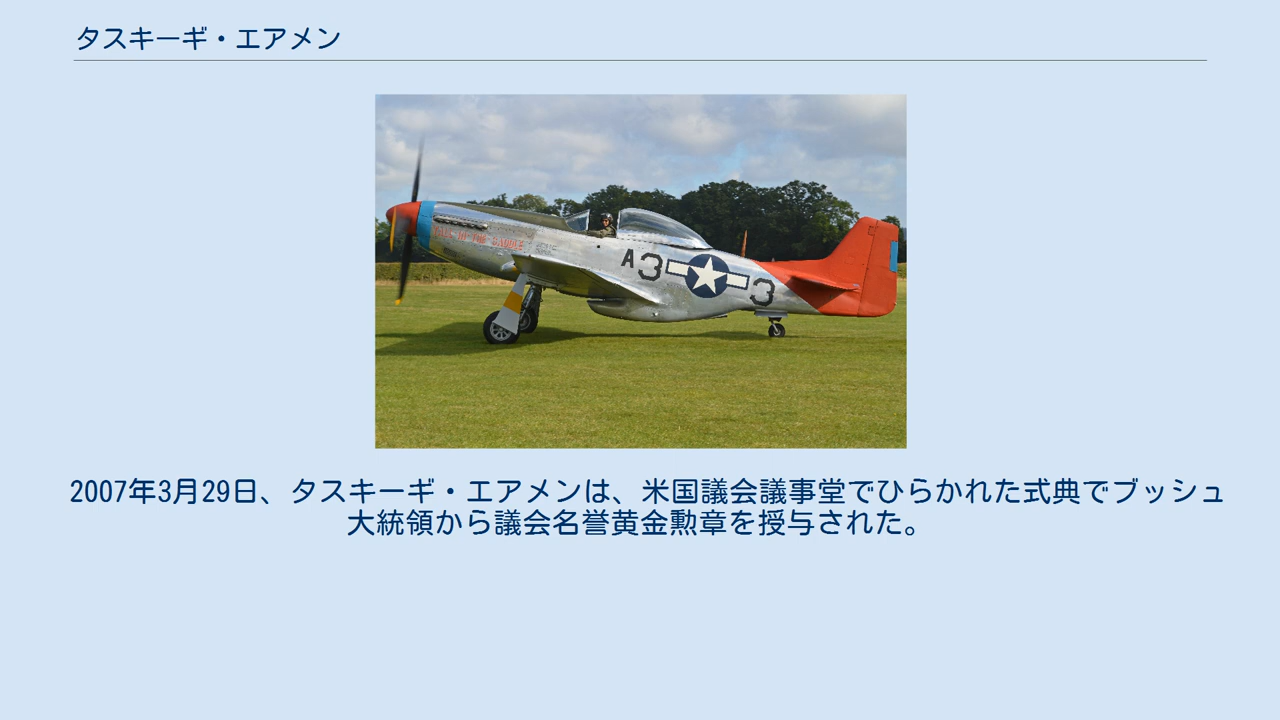 タスキーギ・エアメン
A3
3
2007年3月29日、タスキーギ・エアメンは、米国議会議事堂でひらかれた式典でブッシュ
大統領から議会名誉黄金勲章を授与された。